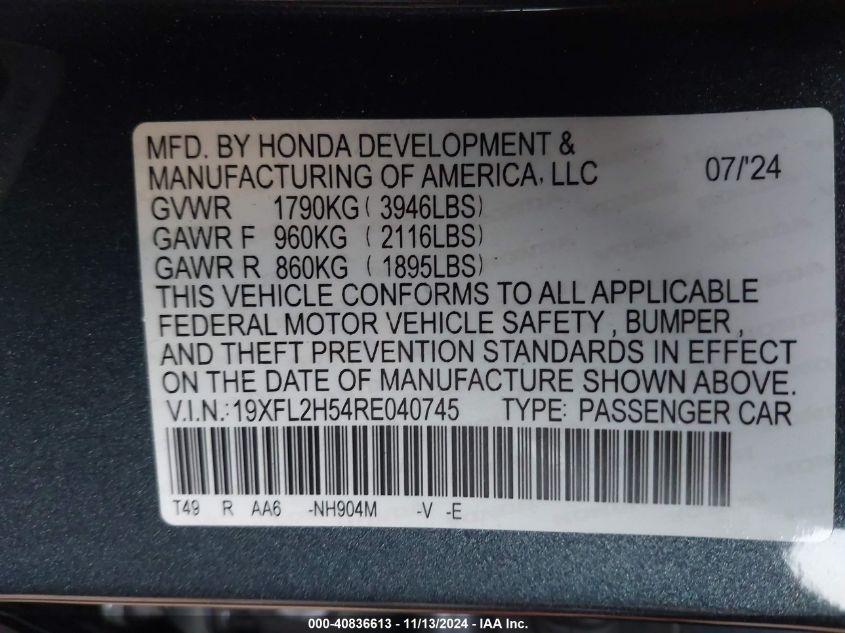 MFD. BY HONDA DEVELOPMENT &
MANUFACTURING OF AMERICA, LLC 07/'24
GVWR 1790KG ( 3946LBS)
GAWR F 960KG ( 2116LBS)
GAWR R 860KG ( 1895LBS)
THIS VEHICLE CONFORMS TO ALL APPLICABLE
FEDERAL MOTOR VEHICLE SAFETY , BUMPER ,
AND THEFT PREVENTION STANDARDS IN EFFECT
ON THE DATE OF MANUFACTURE SHOWN ABOVE.
V.I.N.:19XFL2H54RE040745 TYPE: PASSENGER CAR
T49 R AA6 -NH904M -V -E
000-40836613 - 11/13/2024 - IAA Inc.